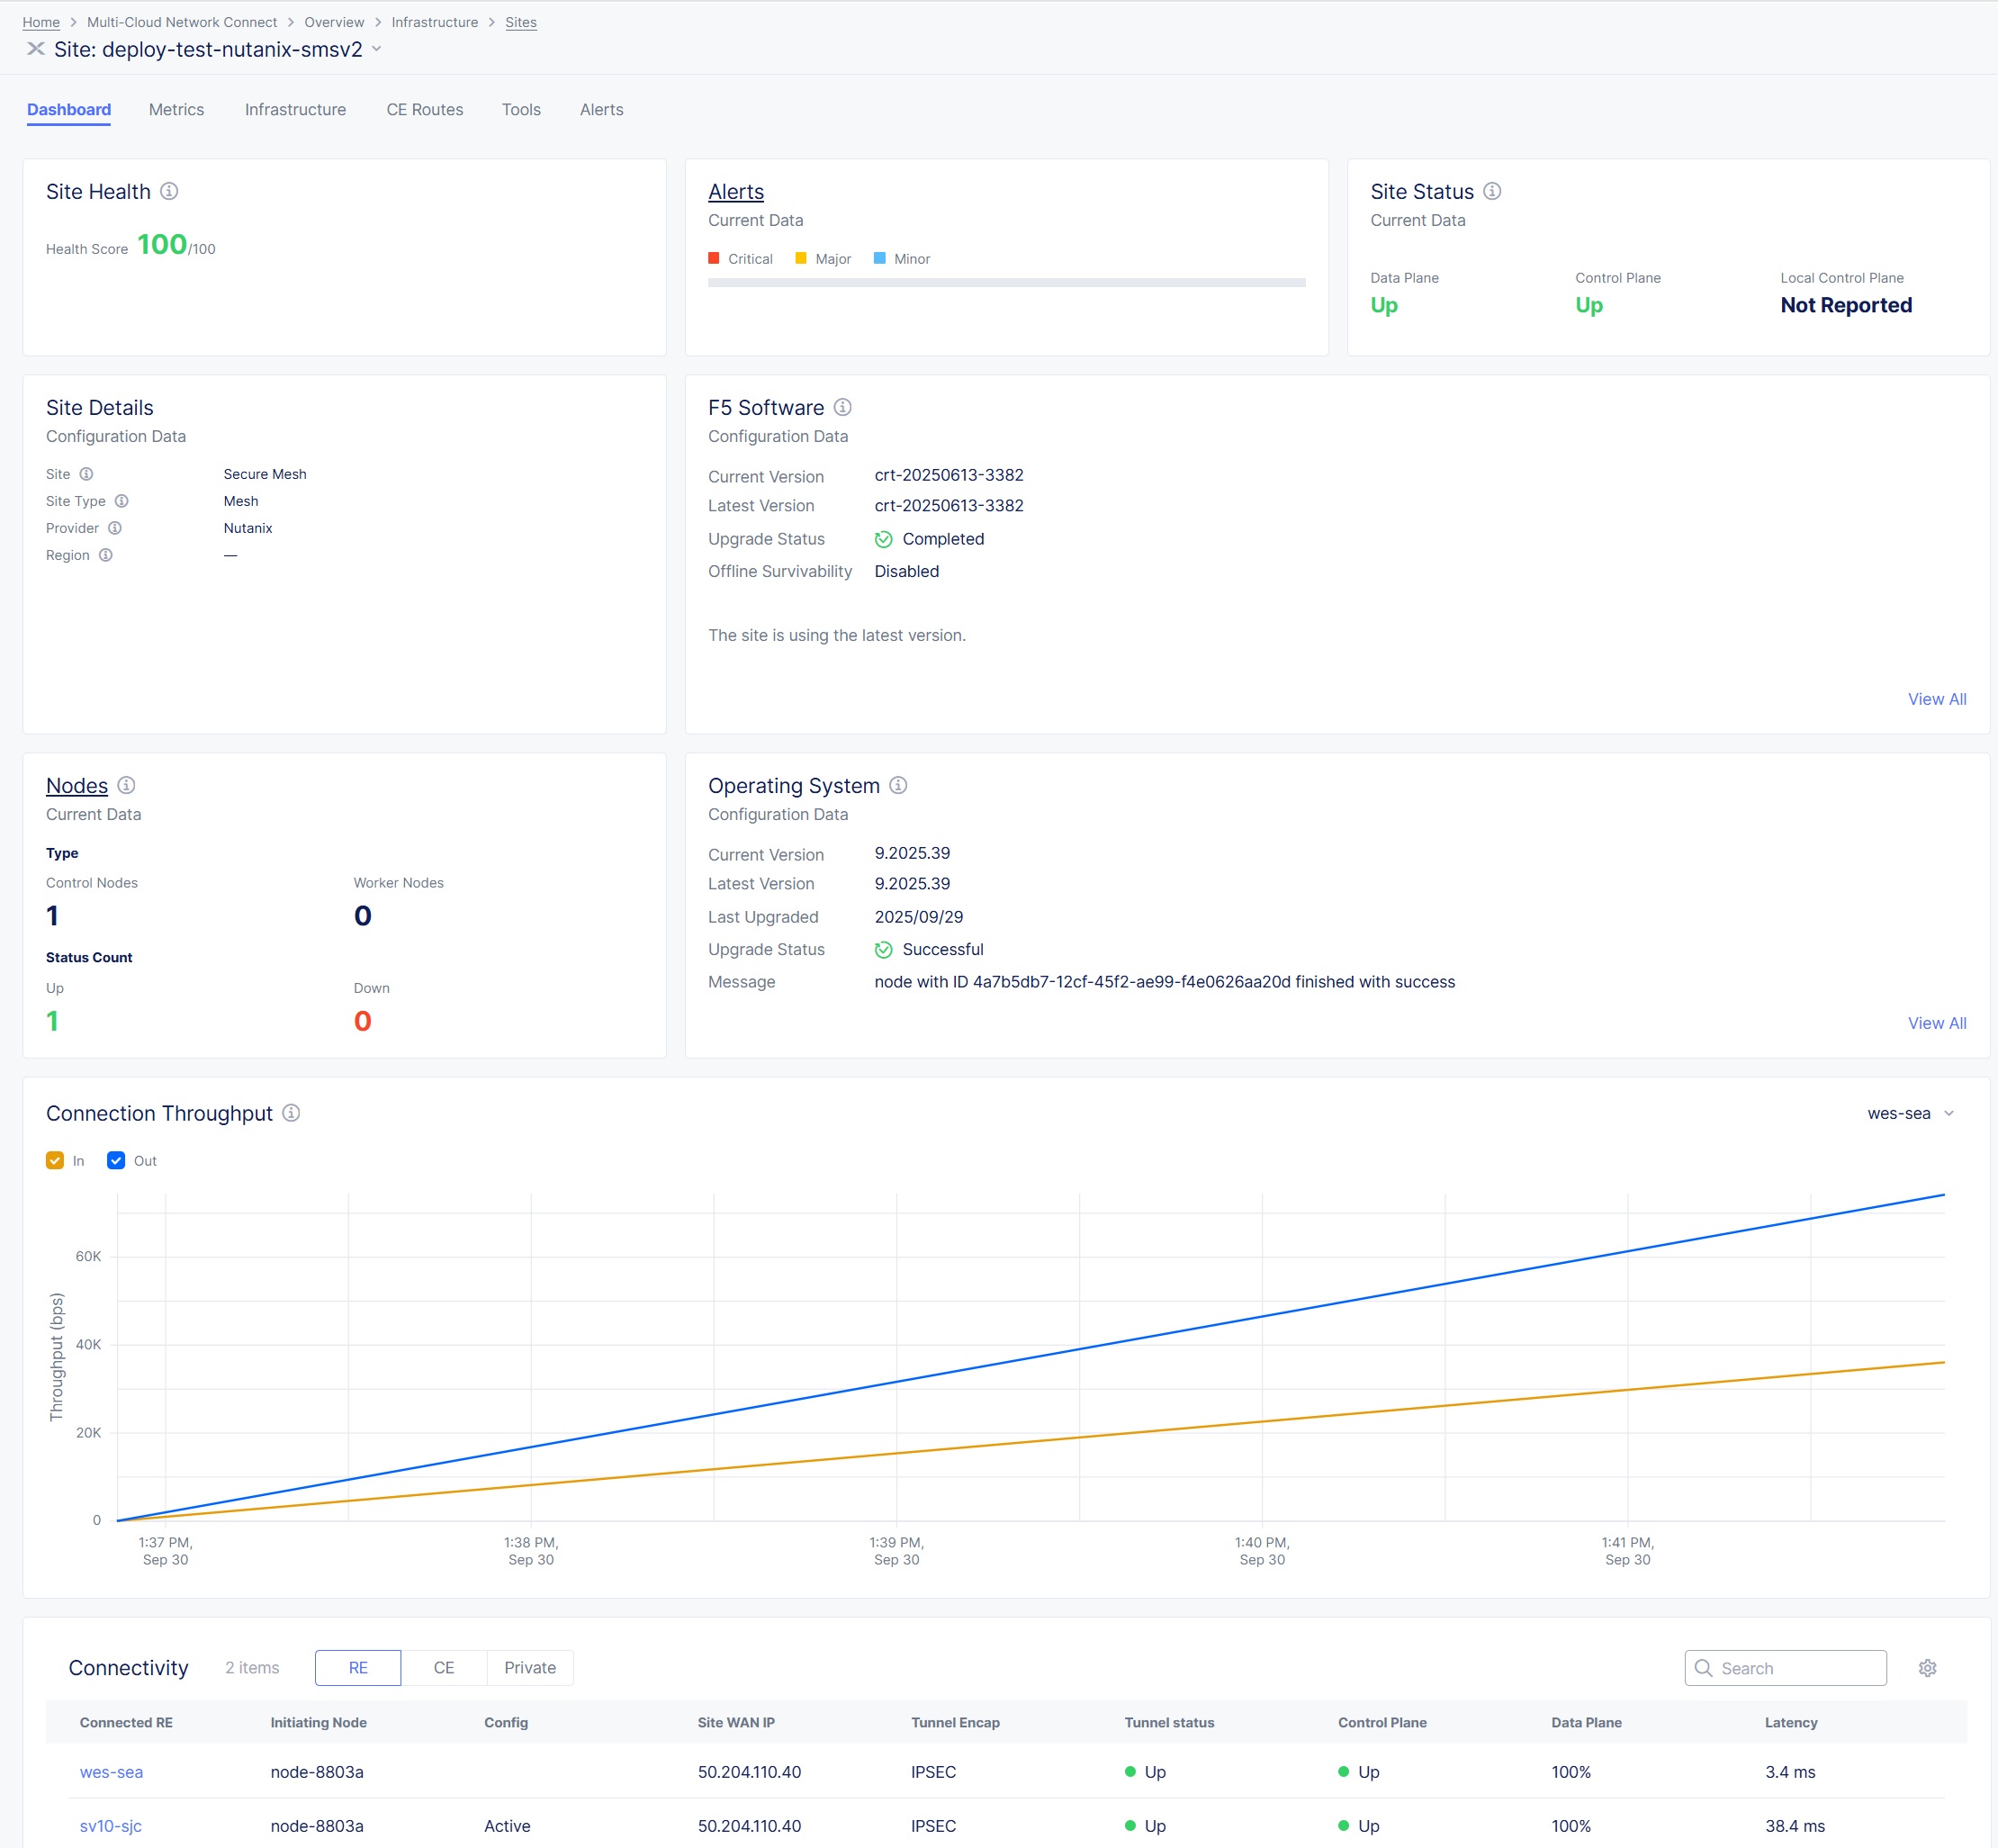 Home > Multi-Cloud Network Connect > Overview > Infrastructure > Sites
Site: deploy-test-nutanix-smsv2
Dashboard Metrics Infrastructure CE Routes Tools Alerts
Site Health
Health Score 100/100
Alerts
Current Data
Critical Major Minor
Site Status
Current Data
Data Plane Control Plane Local Control Plane
Up Up Not Reported
Site Details
Configuration Data
Site Secure Mesh
Site Type Mesh
Provider Nutanix
Region —
F5 Software
Configuration Data
Current Version crt-20250613-3382
Latest Version crt-20250613-3382
Upgrade Status Completed
Offline Survivability Disabled
The site is using the latest version.
View All
Nodes
Current Data
Type
Control Nodes Worker Nodes
1 0
Status Count
Up Down
1 0
Operating System
Configuration Data
Current Version 9.2025.39
Latest Version 9.2025.39
Last Upgraded 2025/09/29
Upgrade Status Successful
Message node with ID 4a7b5db7-12cf-45f2-ae99-f4e0626aa20d finished with success
View All
Connection Throughput wes-sea
In Out
Throughput (bps)
60K
40K
20K
0
1:37 PM, 1:38 PM, 1:39 PM, 1:40 PM, 1:41 PM,
Sep 30 Sep 30 Sep 30 Sep 30 Sep 30
Connectivity 2 items RE CE Private Search
Connected RE Initiating Node Config Site WAN IP Tunnel Encap Tunnel status Control Plane Data Plane Latency
wes-sea node-8803a 50.204.110.40 IPSEC Up Up 100% 3.4 ms
sv10-sjc node-8803a Active 50.204.110.40 IPSEC Up Up 100% 38.4 ms